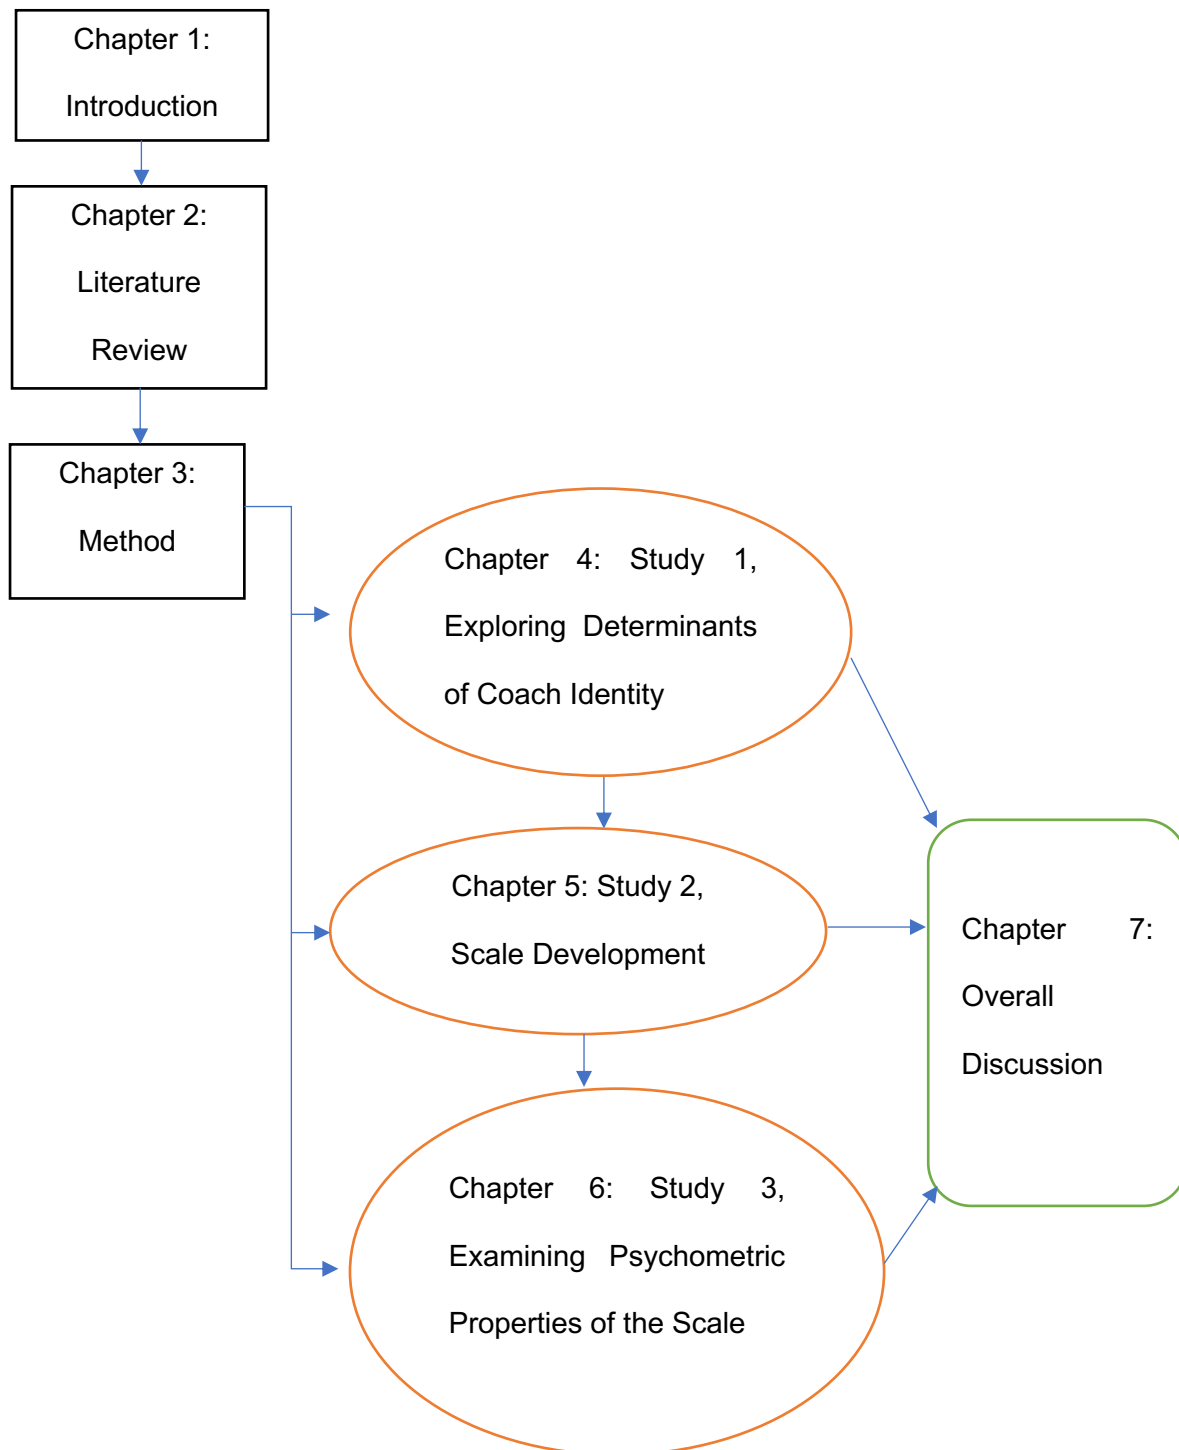 Chapter 1:
Introduction
Chapter 2:
Literature
Review
Chapter 3:
Method
Chapter 4: Study 1,
Exploring Determinants
of Coach Identity
Chapter 5: Study 2,
Scale Development
Chapter 6: Study 3,
Examining Psychometric
Properties of the Scale
Chapter 7:
Overall
Discussion